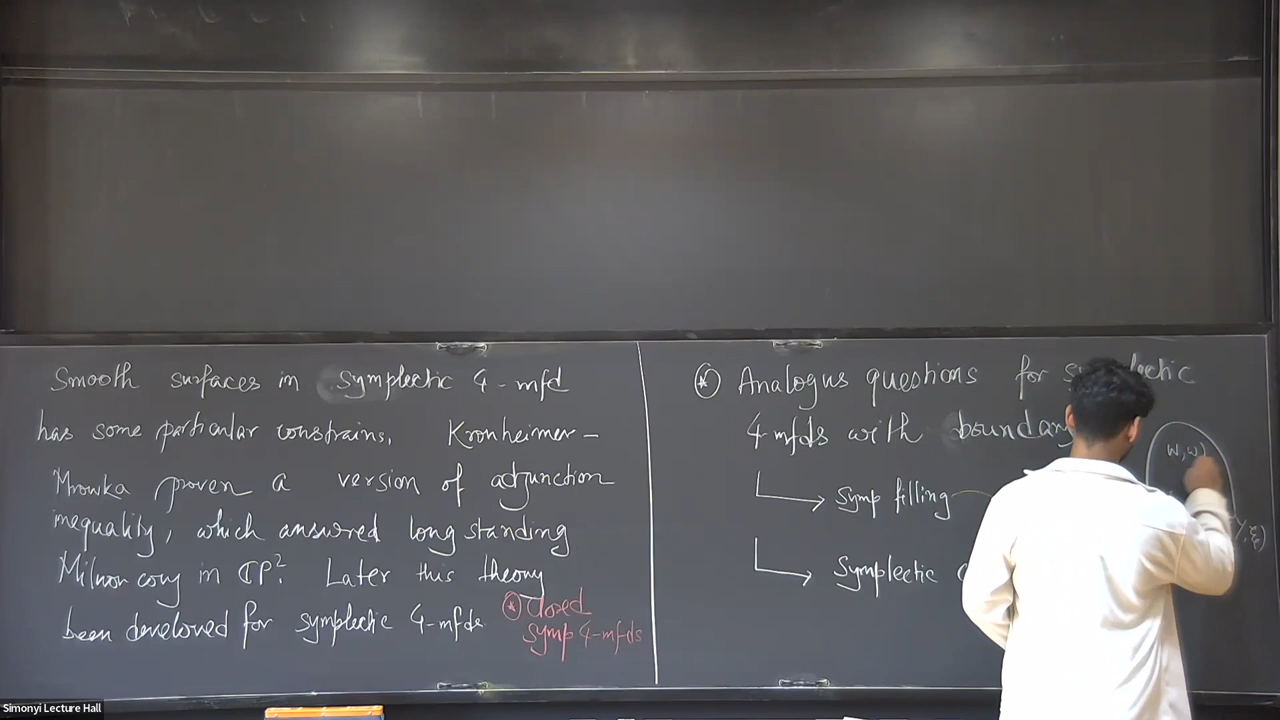 Smooth surfaces in symplectic 4-mfd
has some particular constrains. Kronheimer-
Mrowka proven a version of adjunction
inequality, which answred long standing
Milnor conj in ℂP². Later this theory
been developed for symplectic 4-mfds.
⊛ Closed
symp 4-mfds
⊛ Analogus questions for
4-mfds with boundary
↳ Symp filling
↳ Symplectic
W, ω)
Y, ξ)
Simonyi Lecture Hall